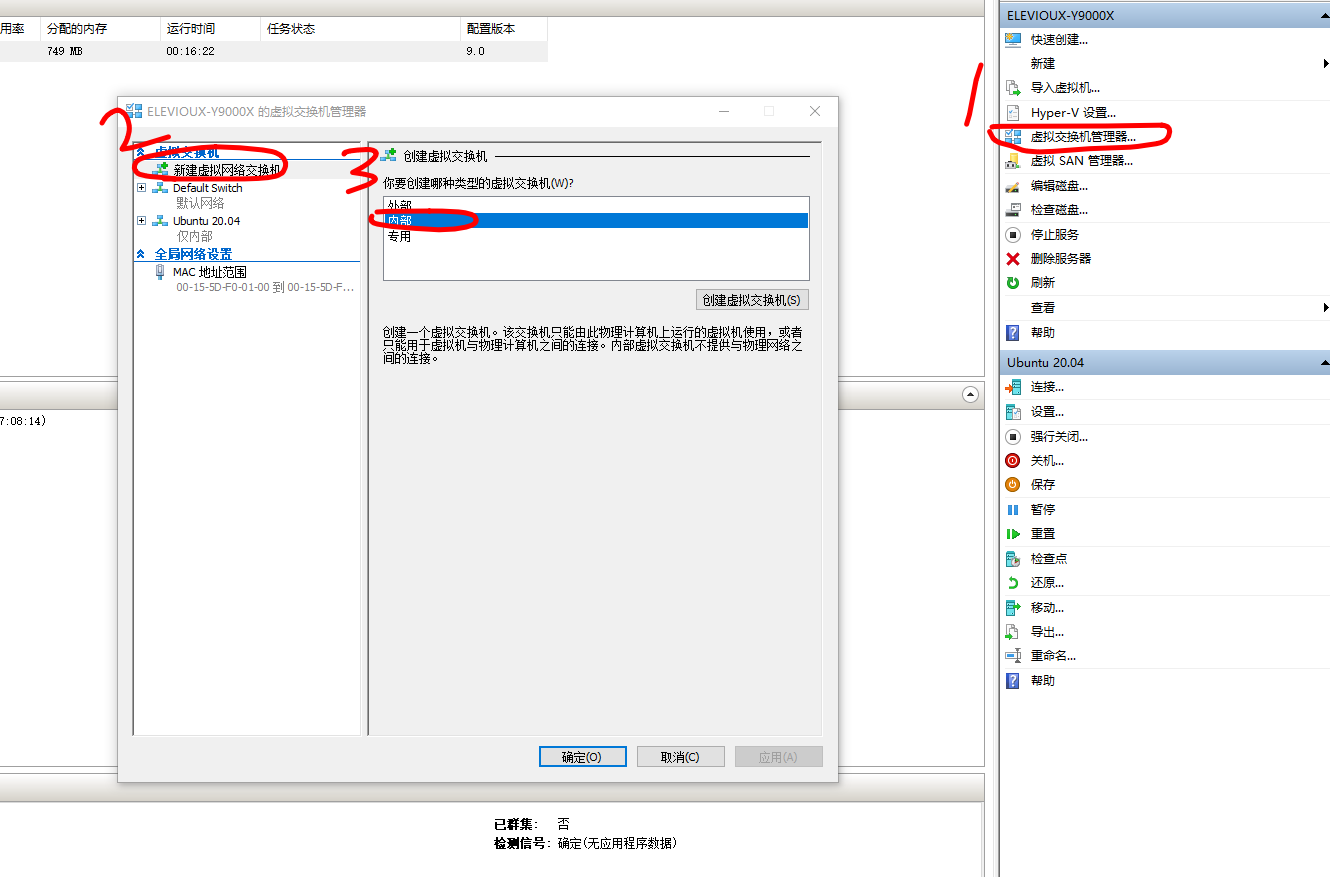 用率 分配的内存 运行时间 任务状态 配置版本
749 MB 00:16:22 9.0
7:08:14)
已群集： 否
检测信号： 确定(无应用程序数据)
2
ELEVIOUX-Y9000X 的虚拟交换机管理器
虚拟交换机
新建虚拟网络交换机
Default Switch
默认网络
Ubuntu 20.04
仅内部
全局网络设置
MAC 地址范围
00-15-5D-F0-01-00 到 00-15-5D-F...
3
创建虚拟交换机
你要创建哪种类型的虚拟交换机(W)?
外部
内部
专用
创建虚拟交换机(S)
创建一个虚拟交换机。该交换机只能由此物理计算机上运行的虚拟机使用，或者
只能用于虚拟机与物理计算机之间的连接。内部虚拟交换机不提供与物理网络之
间的连接。
确定(O) 取消(C) 应用(A)
1
ELEVIOUX-Y9000X
快速创建...
新建
导入虚拟机...
Hyper-V 设置...
虚拟交换机管理器...
虚拟 SAN 管理器...
编辑磁盘...
检查磁盘...
停止服务
删除服务器
刷新
查看
帮助
Ubuntu 20.04
连接...
设置...
强行关闭...
关机...
保存
暂停
重置
检查点
还原...
移动...
导出...
重命名...
帮助